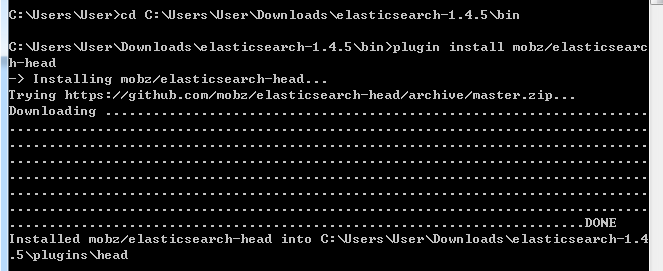 C:\Users\User>cd C:\Users\User\Downloads\elasticsearch-1.4.5\bin
C:\Users\User\Downloads\elasticsearch-1.4.5\bin>plugin install mobz/elasticsearc
h-head
-> Installing mobz/elasticsearch-head...
Trying https://github.com/mobz/elasticsearch-head/archive/master.zip...
Downloading ....................................................................
................................................................................
................................................................................
................................................................................
................................................................................
................................................................................
................................................................................
........................................................................DONE
Installed mobz/elasticsearch-head into C:\Users\User\Downloads\elasticsearch-1.4
.5\plugins\head